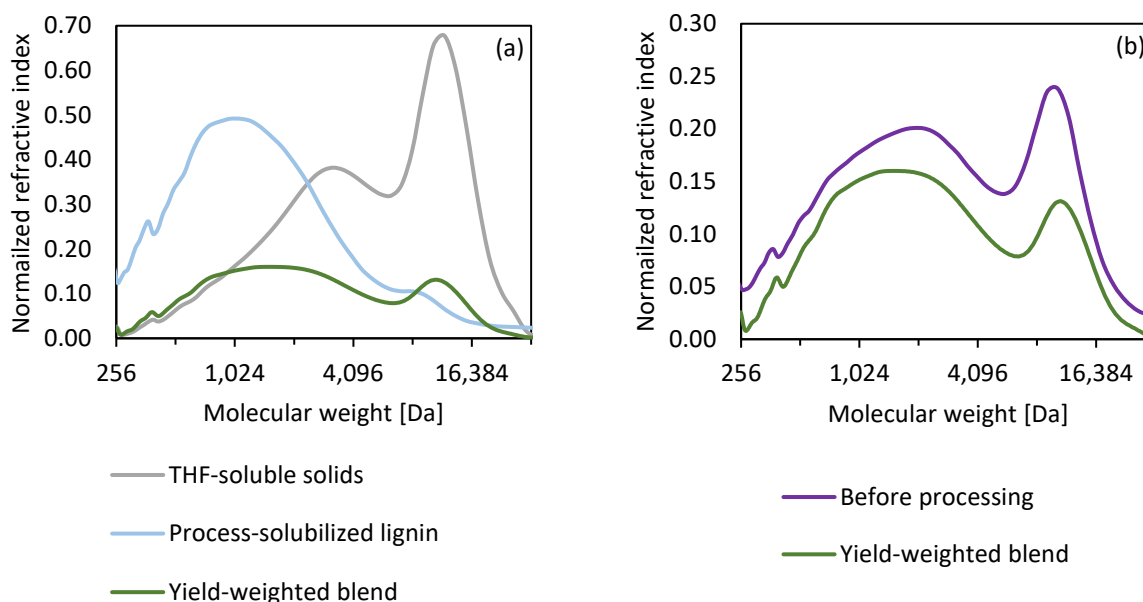 (a)
Normailzed refractive index
0.70
0.60
0.50
0.40
0.30
0.20
0.10
0.00
256
1,024
4,096
16,384
Molecular weight [Da]
THF-soluble solids
Process-solubilized lignin
Yield-weighted blend
(b)
Normailzed refractive index
0.30
0.25
0.20
0.15
0.10
0.05
0.00
256
1,024
4,096
16,384
Molecular weight [Da]
Before processing
Yield-weighted blend